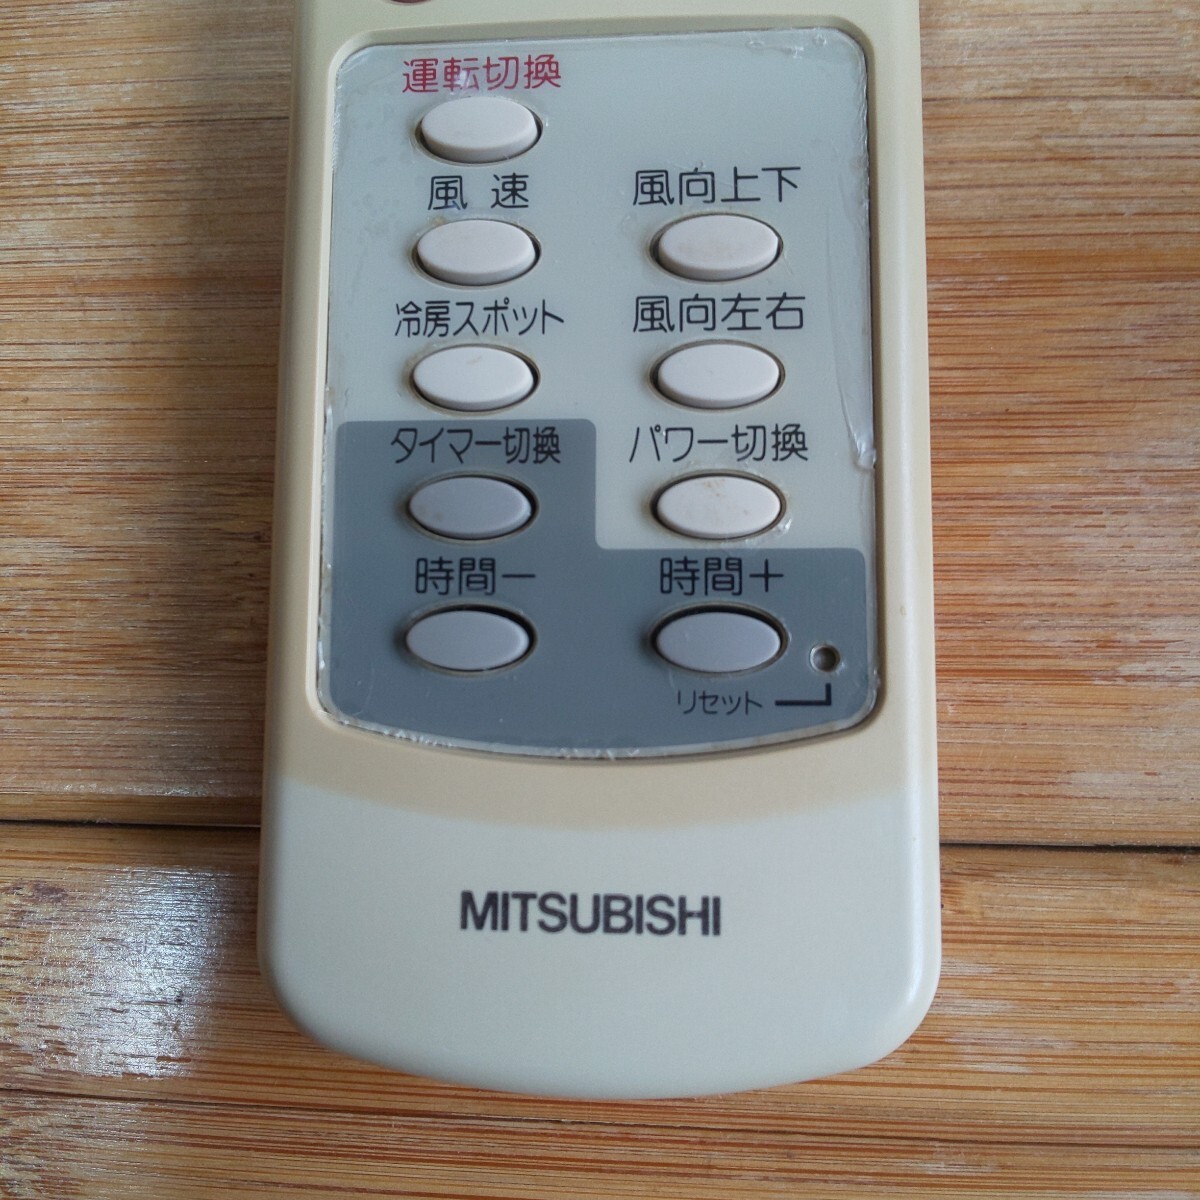 運転切換
風速
風向上下
冷房スポット
風向左右
タイマー切換
パワー切換
時間－
時間＋
リセット
MITSUBISHI